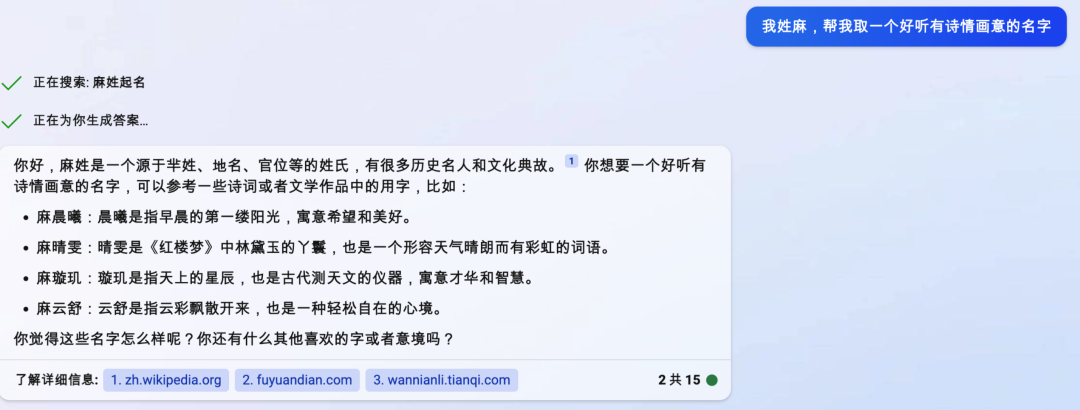 我姓麻，帮我取一个好听有诗情画意的名字
正在搜索: 麻姓起名
正在为你生成答案...
你好，麻姓是一个源于芈姓、地名、官位等的姓氏，有很多历史名人和文化典故。 1 你想要一个好听有
诗情画意的名字，可以参考一些诗词或者文学作品中的用字，比如：
• 麻晨曦：晨曦是指早晨的第一缕阳光，寓意希望和美好。
• 麻晴雯：晴雯是《红楼梦》中林黛玉的丫鬟，也是一个形容天气晴朗而有彩虹的词语。
• 麻璇玑：璇玑是指天上的星辰，也是古代测天文的仪器，寓意才华和智慧。
• 麻云舒：云舒是指云彩飘散开来，也是一种轻松自在的心境。
你觉得这些名字怎么样呢？你还有什么其他喜欢的字或者意境吗？
了解详细信息: 1. zh.wikipedia.org 2. fuyuandian.com 3. wannianli.tianqi.com 2 共 15